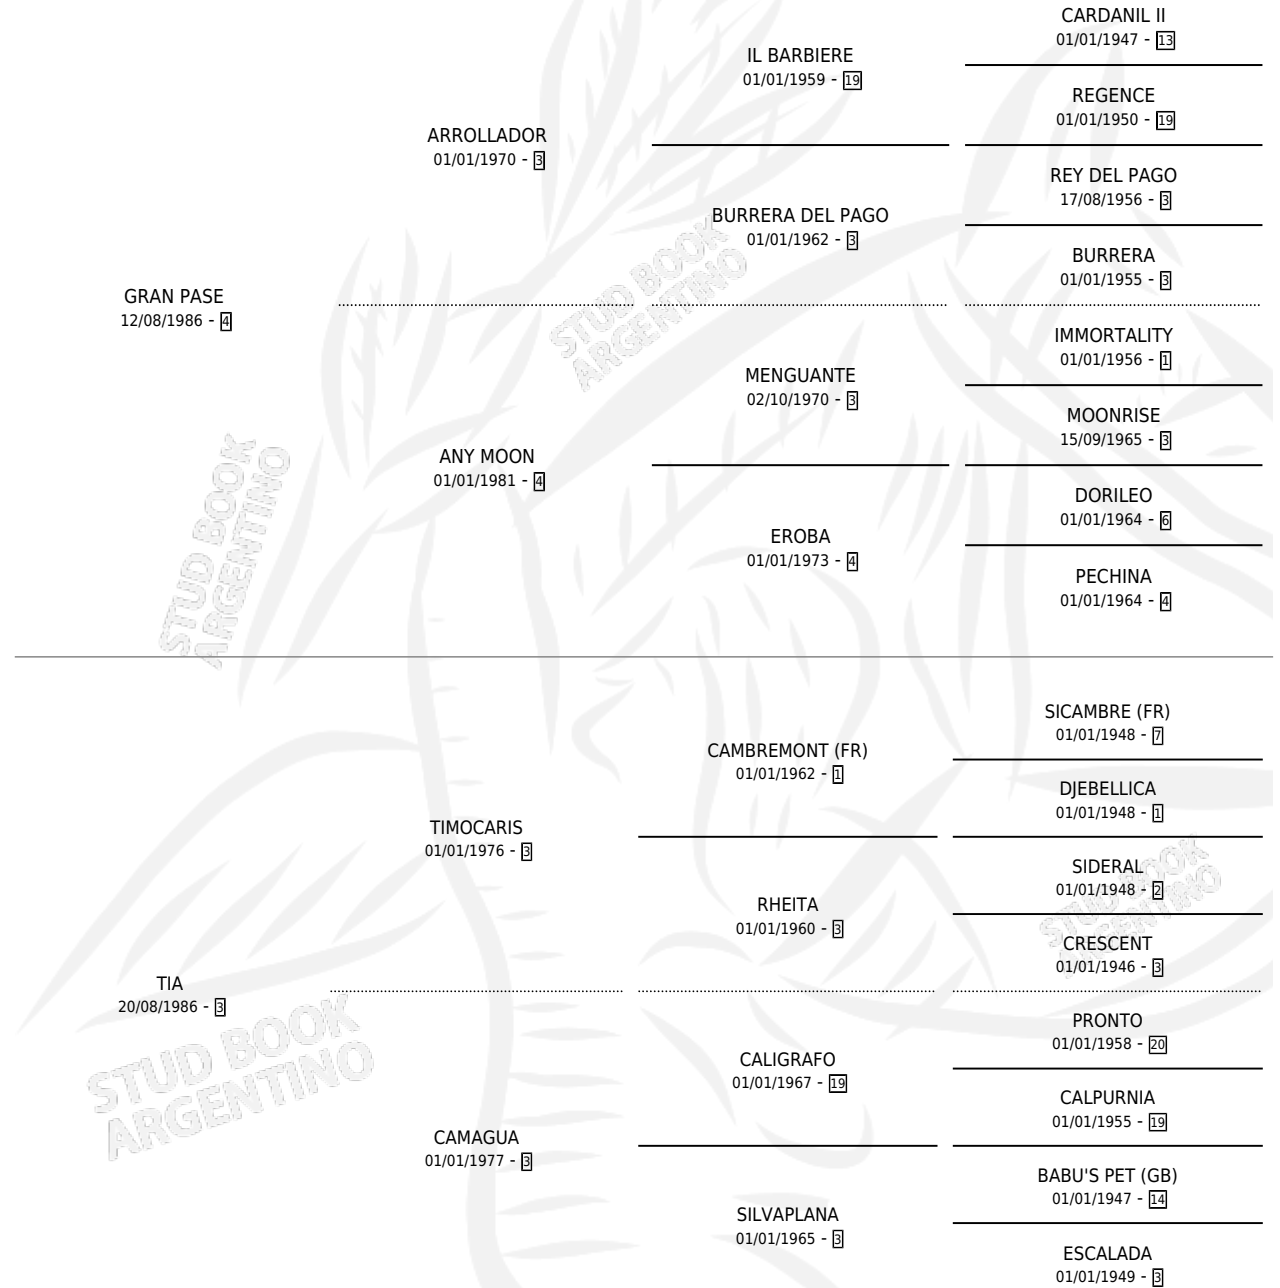 CARDANIL II
01/01/1947 - 13
IL BARBIERE
01/01/1959 - 19
REGENCE
01/01/1950 - 19
ARROLLADOR
01/01/1970 - 3
REY DEL PAGO
17/08/1956 - 3
BURRERA DEL PAGO
01/01/1962 - 3
BURRERA
01/01/1955 - 3
GRAN PASE
12/08/1986 - 4
IMMORTALITY
01/01/1956 - 1
MENGUANTE
02/10/1970 - 3
MOONRISE
15/09/1965 - 3
ANY MOON
01/01/1981 - 4
DORILEO
01/01/1964 - 6
EROBA
01/01/1973 - 4
PECHINA
01/01/1964 - 4
SICAMBRE (FR)
01/01/1948 - 7
CAMBREMONT (FR)
01/01/1962 - 1
DJEBELLICA
01/01/1948 - 1
TIMOCARIS
01/01/1976 - 3
SIDERAL
01/01/1948 - 2
RHEITA
01/01/1960 - 3
CRESCENT
01/01/1946 - 3
TIA
20/08/1986 - 3
PRONTO
01/01/1958 - 20
CALIGRAFO
01/01/1967 - 19
CALPURNIA
01/01/1955 - 19
CAMAGUA
01/01/1977 - 3
BABU'S PET (GB)
01/01/1947 - 14
SILVAPLANA
01/01/1965 - 3
ESCALADA
01/01/1949 - 3
STUD BOOK
ARGENTINO
STUD BOOK
ARGENTINO
STUD BOOK
ARGENTINO
STUD BOOK
ARGENTINO